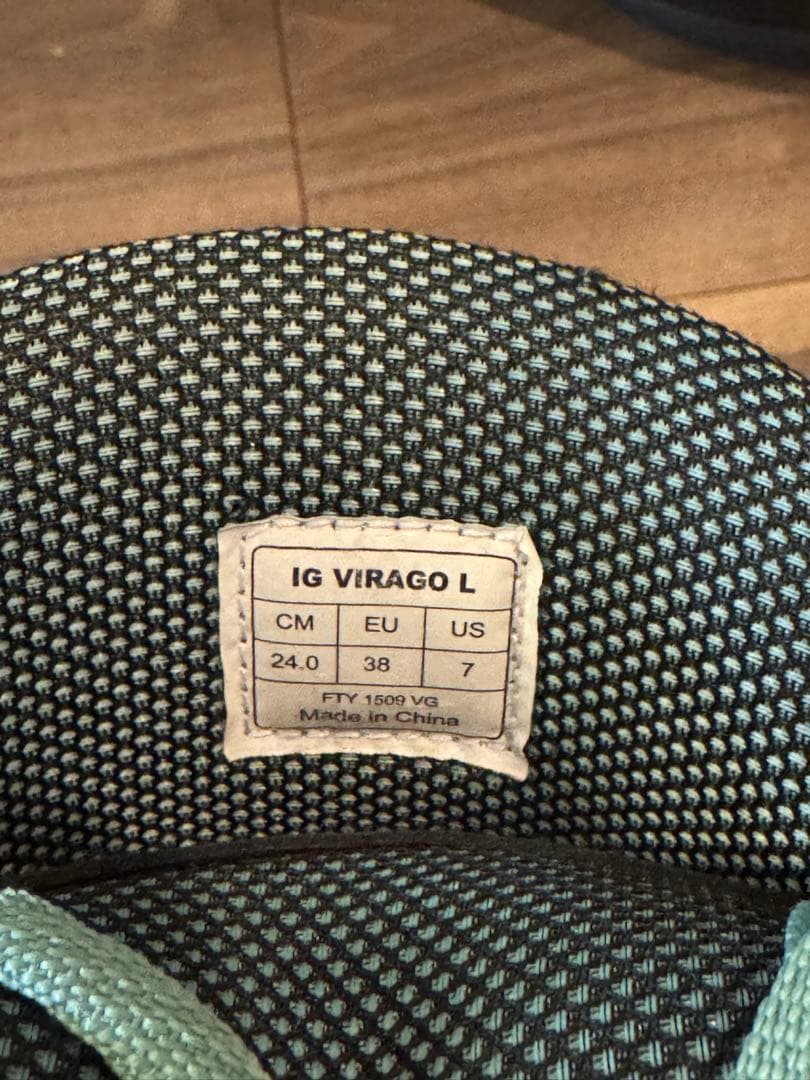 IG VIRAGO L
CM EU US
24.0 38 7
FTY 1509 VG
Made in China